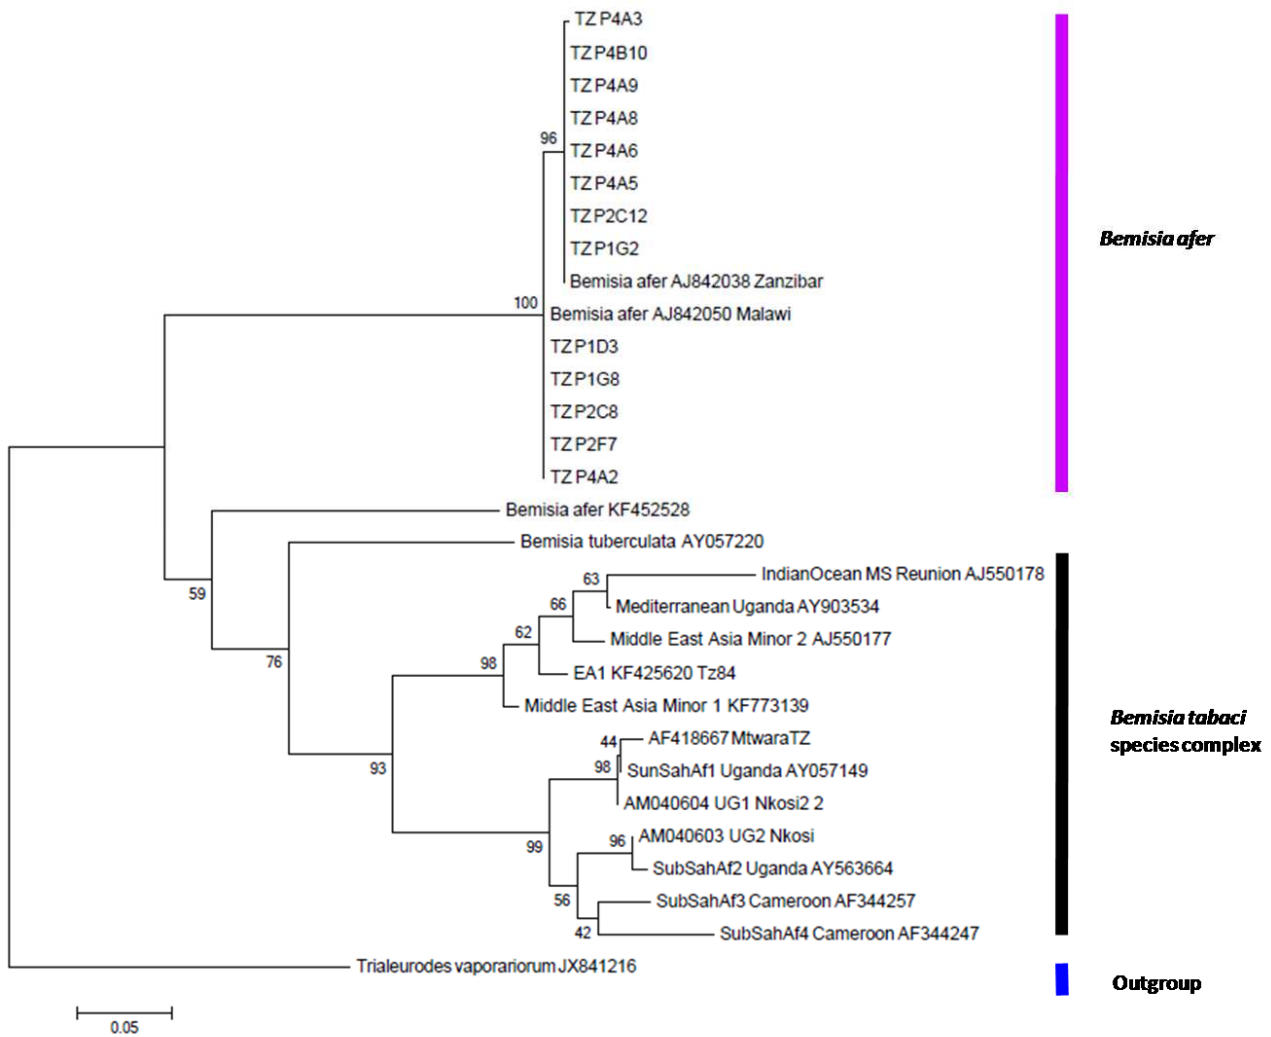 TZ P4A3
TZ P4B10
TZ P4A9
TZ P4A8
96
TZ P4A6
TZ P4A5
TZ P2C12
Bemisia afer
TZ P1G2
Bemisia afer AJ842038 Zanzibar
100
Bemisia afer AJ842050 Malawi
TZ P1D3
TZ P1G8
TZ P2C8
TZ P2F7
TZ P4A2
Bemisia afer KF452528
Bemisia tuberculata AY057220
59
63
IndianOcean MS Reunion AJ550178
66
Mediterranean Uganda AY903534
62
Middle East Asia Minor 2 AJ550177
76
98
EA1 KF425620 Tz84
Middle East Asia Minor 1 KF773139
Bemisia tabaci
species complex
44
AF418667 MtwaraTZ
93
98
SunSahAf1 Uganda AY057149
AM040604 UG1 Nkosi2 2
99
96
AM040603 UG2 Nkosi
SubSahAf2 Uganda AY563664
56
SubSahAf3 Cameroon AF344257
42
SubSahAf4 Cameroon AF344247
Trialeurodes vaporariorum JX841216
Outgroup
0.05